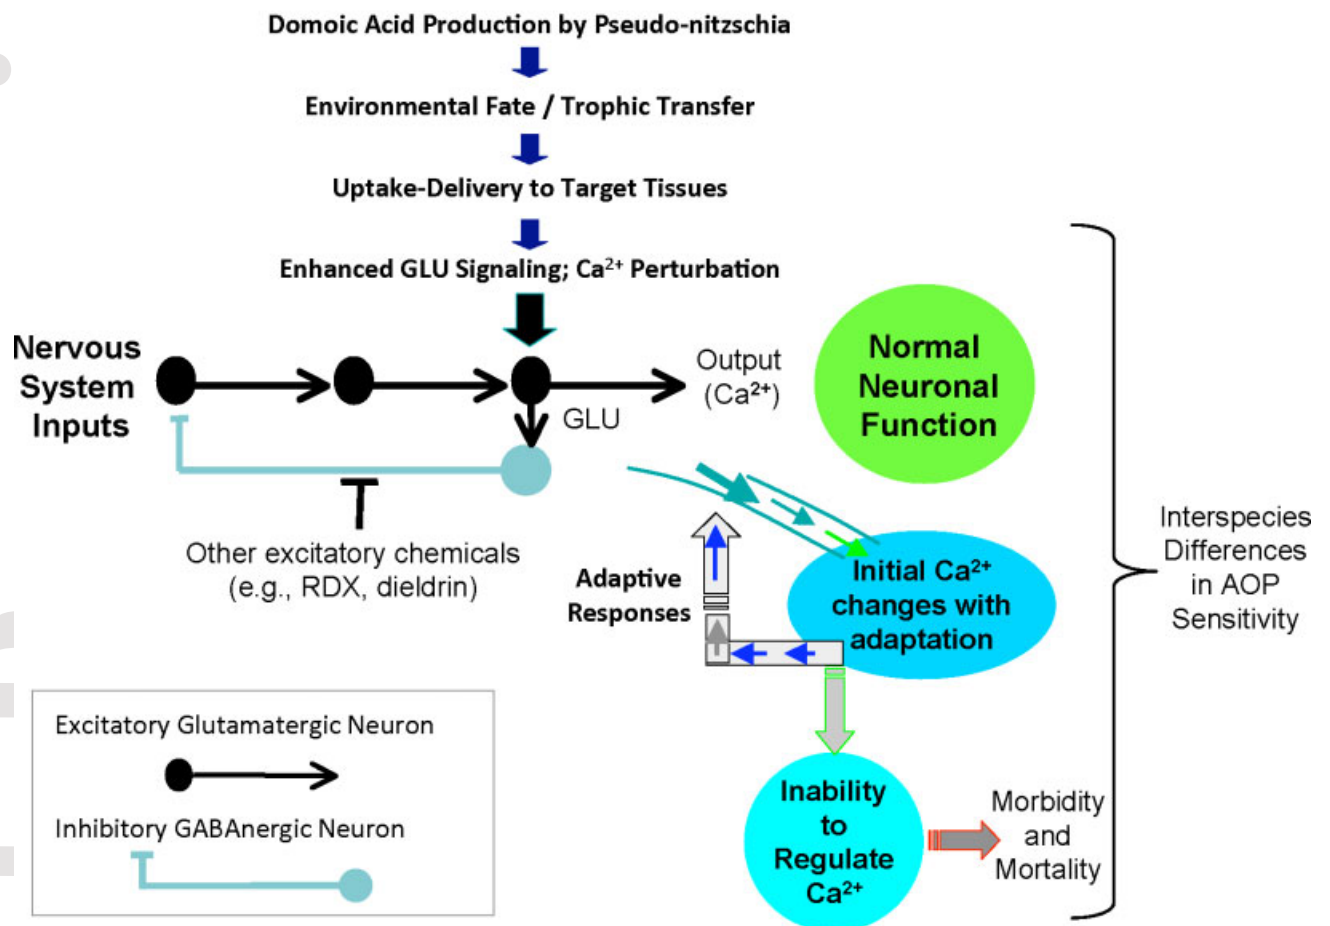 Domoic Acid Production by Pseudo-nitzschia
Environmental Fate / Trophic Transfer
Uptake-Delivery to Target Tissues
Enhanced GLU Signaling; Ca²⁺ Perturbation
Nervous
System
Inputs
Output
(Ca²⁺)
GLU
Normal
Neuronal
Function
Other excitatory chemicals
(e.g., RDX, dieldrin)
Adaptive
Responses
Initial Ca²⁺
changes with
adaptation
Interspecies
Differences
in AOP
Sensitivity
Excitatory Glutamatergic Neuron
Inhibitory GABAnergic Neuron
Inability
to
Regulate
Ca²⁺
Morbidity
and
Mortality